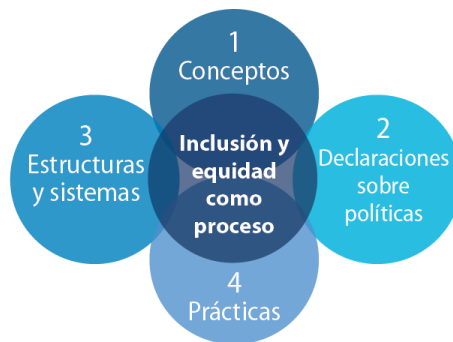 1
Conceptos
2
Declaraciones
sobre
políticas
3
Estructuras
y sistemas
Inclusión y
equidad
como
proceso
4
Prácticas